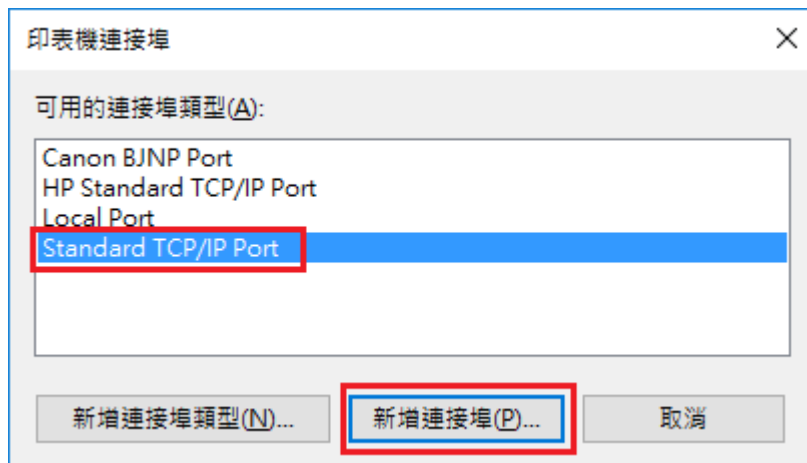 印表機連接埠
可用的連接埠類型(A):
Canon BJNP Port
HP Standard TCP/IP Port
Local Port
Standard TCP/IP Port
新增連接埠類型(N)...
新增連接埠(P)...
取消